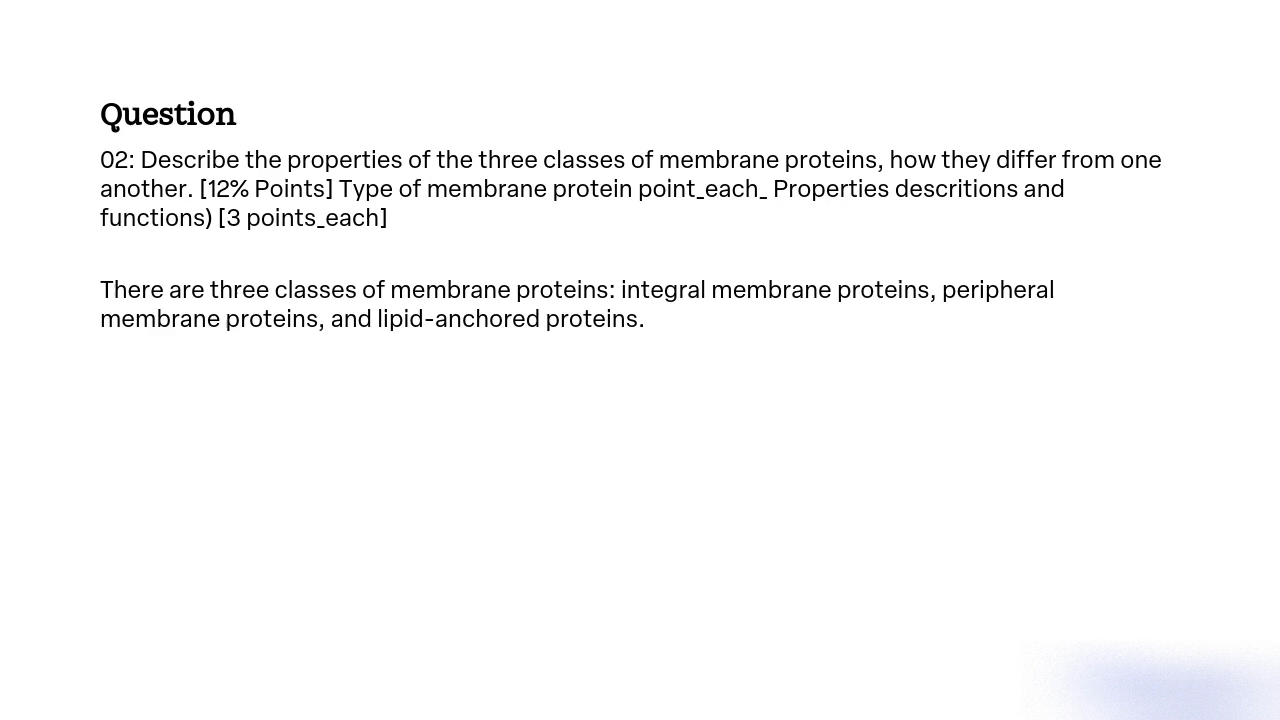 Question
02: Describe the properties of the three classes of membrane proteins, how they differ from one
another. [12% Points] Type of membrane protein point_each_ Properties descritions and
functions) [3 points_each]
There are three classes of membrane proteins: integral membrane proteins, peripheral
membrane proteins, and lipid-anchored proteins.